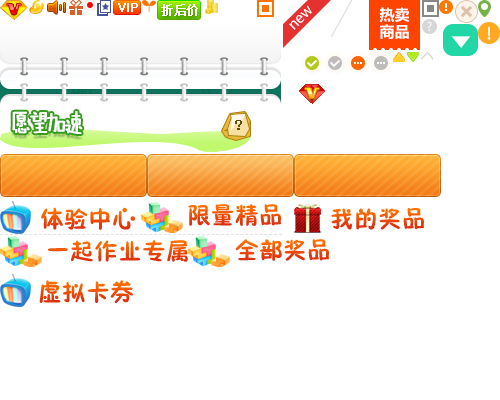 VIP
折后价
new
热卖
商品
愿望加速
?
体验中心
限量精品
我的奖品
一起作业专属
全部奖品
虚拟卡券